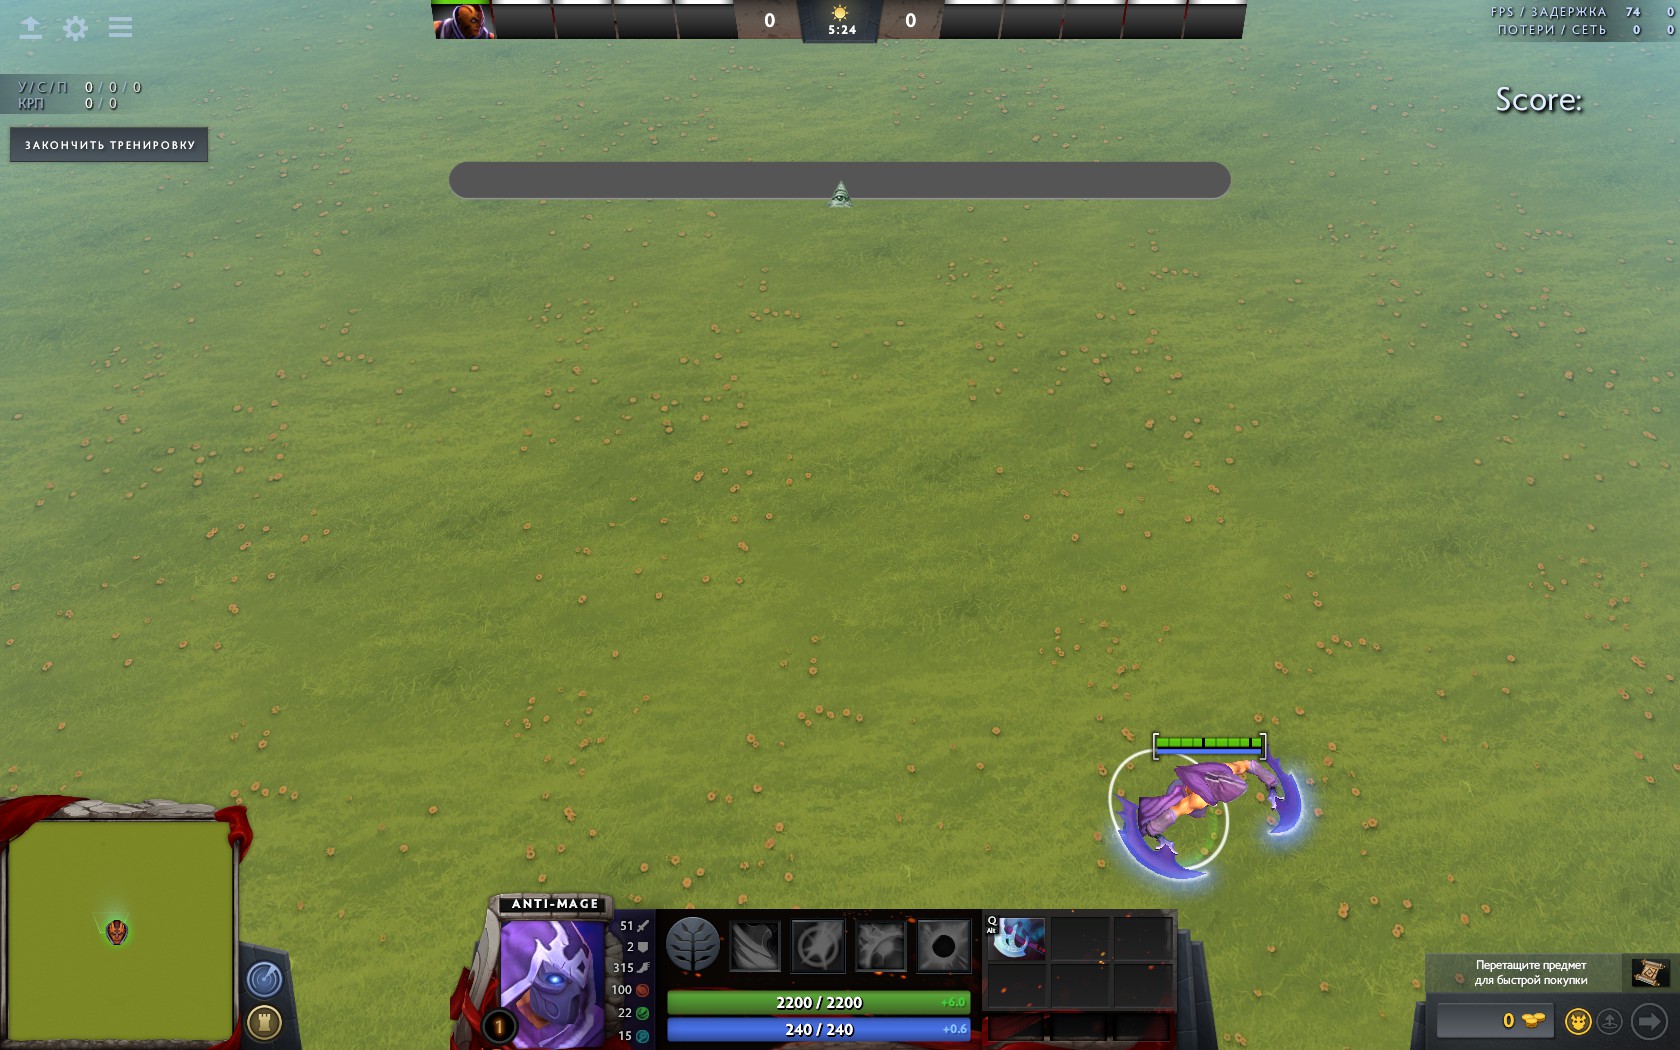 0
5:24
0
FPS / ЗАДЕРЖКА 74 0
ПОТЕРИ / СЕТЬ 0 0
У/С/П 0 / 0 / 0
КРП 0 / 0
Score:
ЗАКОНЧИТЬ ТРЕНИРОВКУ
ANTI-MAGE
51
2
315
100
22
15
1
Q
Alt
2200 / 2200 +6.0
240 / 240 +0.6
Перетащите предмет
для быстрой покупки
0